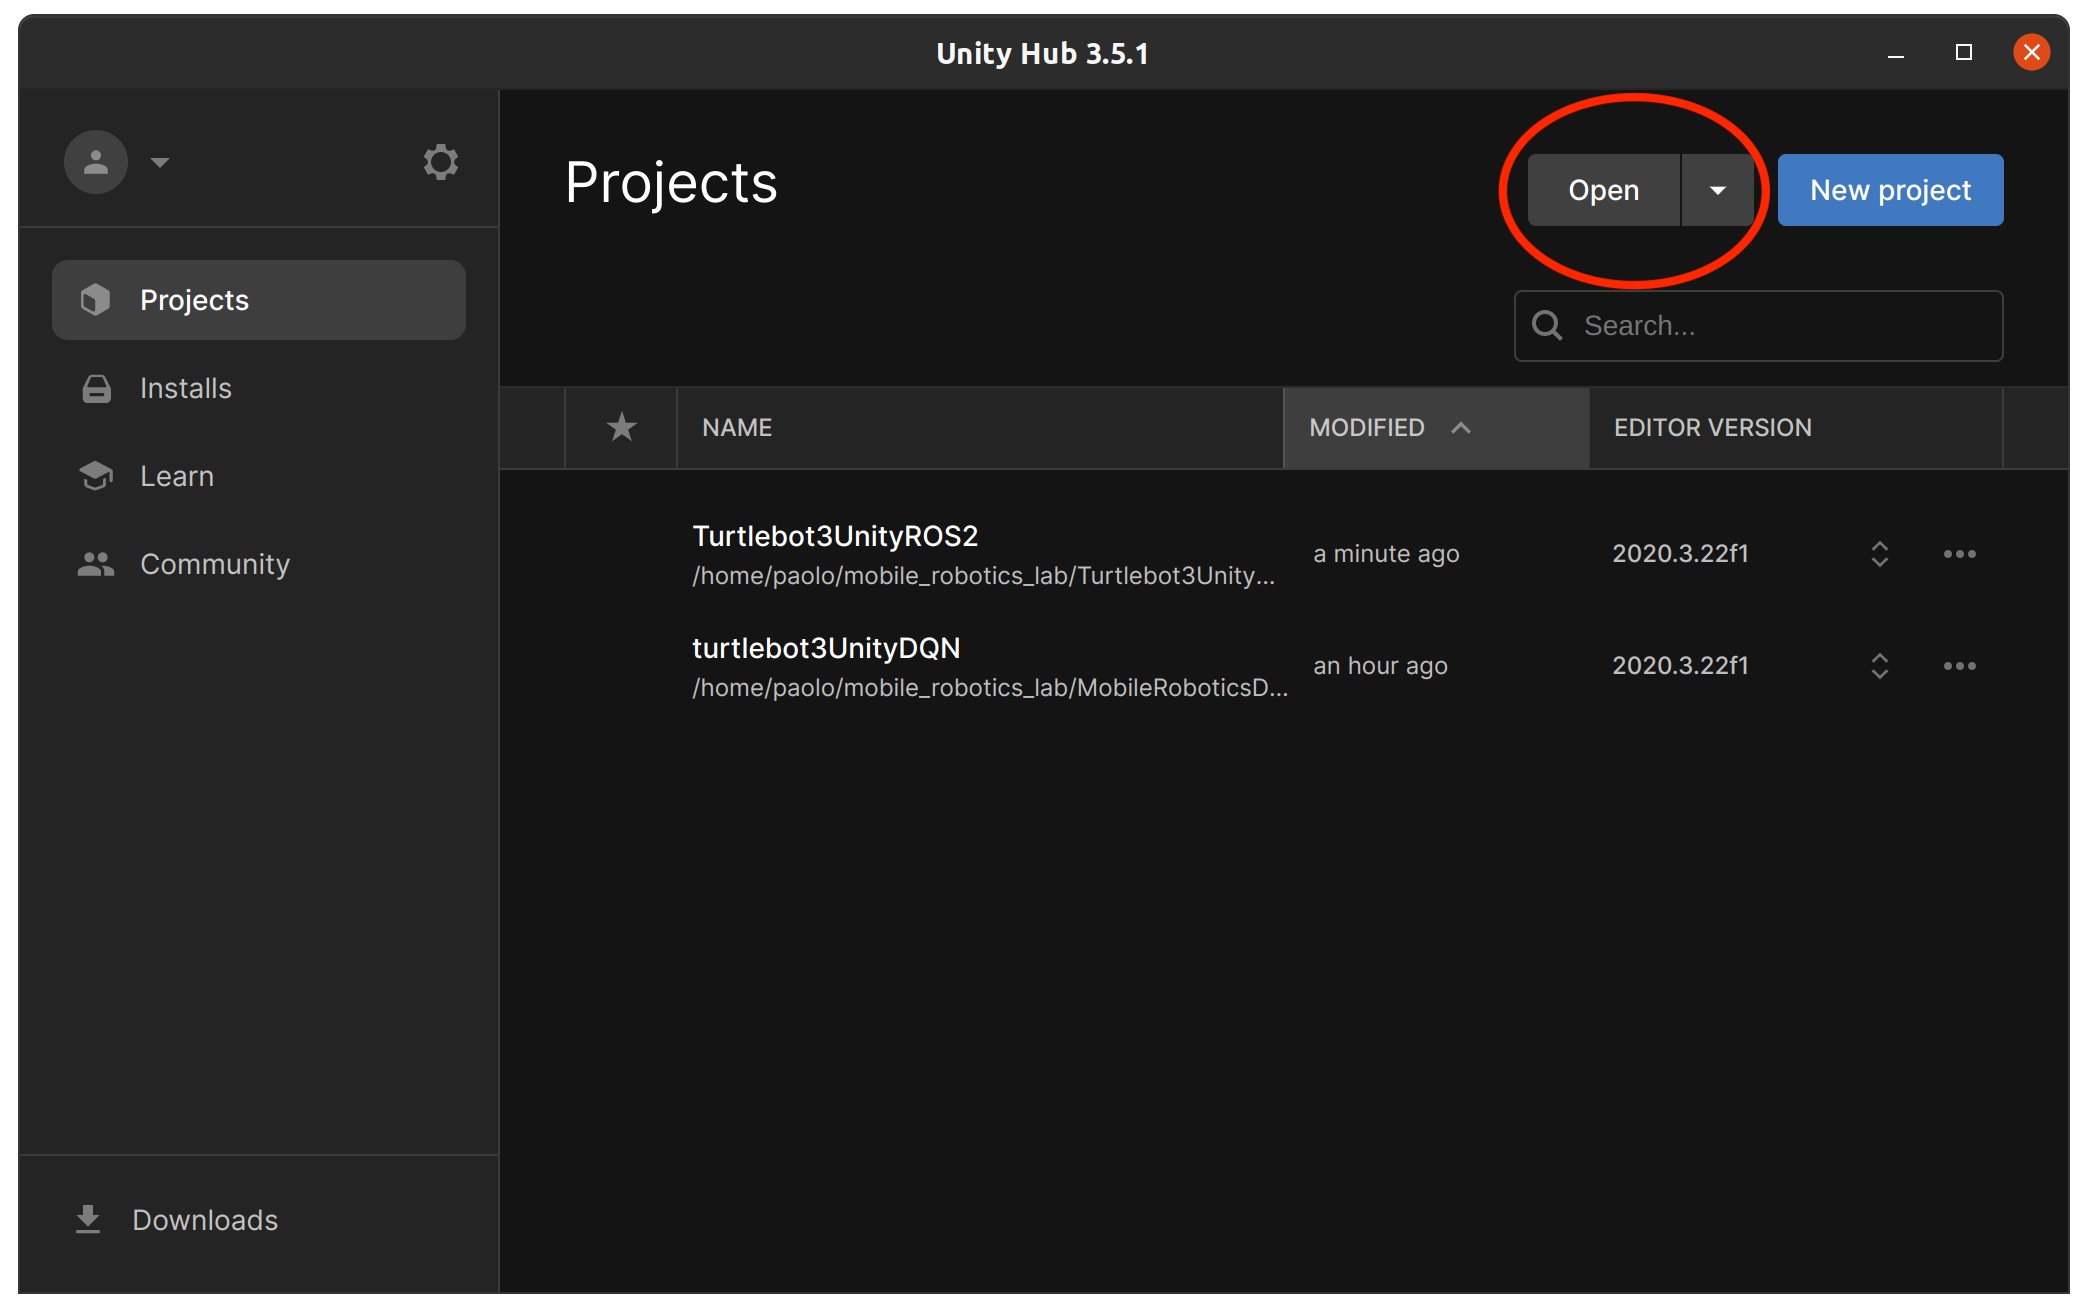 Unity Hub 3.5.1
Projects
Installs
Learn
Community
Downloads
Projects
Open
New project
Search...
NAME MODIFIED EDITOR VERSION
Turtlebot3UnityROS2
/home/paolo/mobile_robotics_lab/Turtlebot3Unity... a minute ago 2020.3.22f1
turtlebot3UnityDQN
/home/paolo/mobile_robotics_lab/MobileRoboticsD... an hour ago 2020.3.22f1